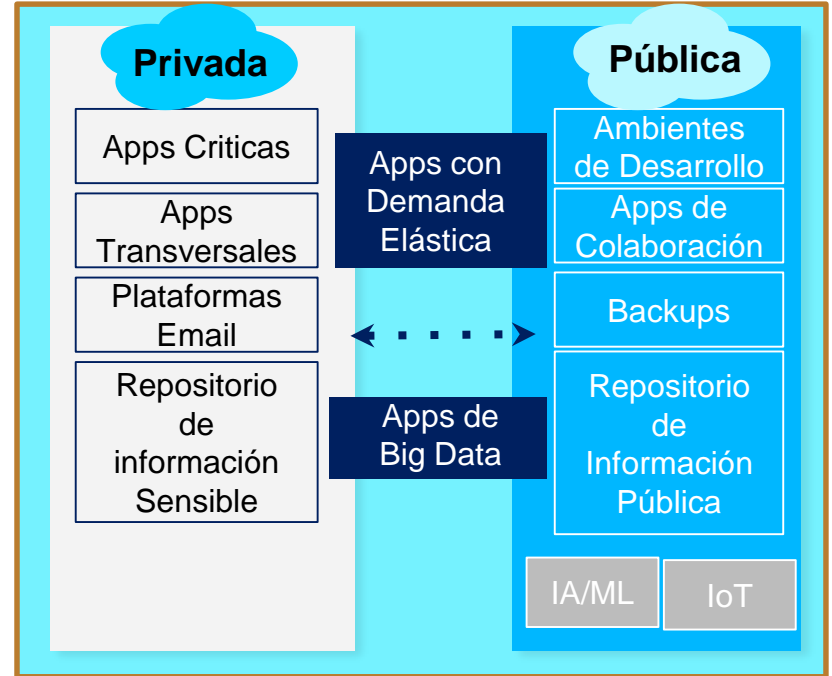 Privada
Apps Criticas
Apps
Transversales
Plataformas
Email
Repositorio
de
información
Sensible
Apps con
Demanda
Elástica
Apps de
Big Data
Pública
Ambientes
de Desarrollo
Apps de
Colaboración
Backups
Repositorio
de
Información
Pública
IA/ML
IoT